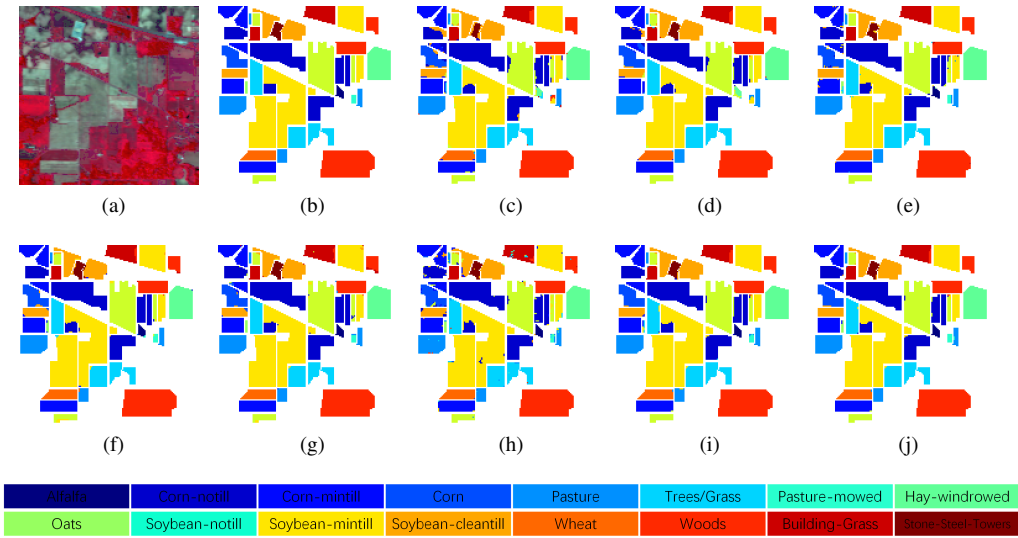 (a) (b) (c) (d) (e)
(f) (g) (h) (i) (j)
Alfalfa Corn-notill Corn-mintill Corn Pasture Trees/Grass Pasture-mowed Hay-windrowed
Oats Soybean-notill Soybean-mintill Soybean-cleantill Wheat Woods Building-Grass Stone-Steel-Towers